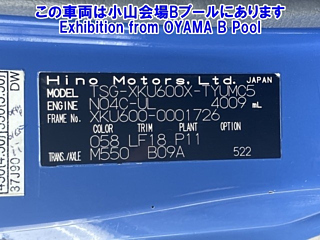 この車両は小山会場Bプールにあります
Exhibition from OYAMA B Pool
Hino Motors. Ltd. JAPAN
MODEL TSG-XKU600X-TYUMC5
ENGINE N04C-UL 4009 mL
FRAME No. XKU600-0001726
COLOR TRIM PLANT
058 LF18 P11
TRANS./AXLE M550 B09A 522